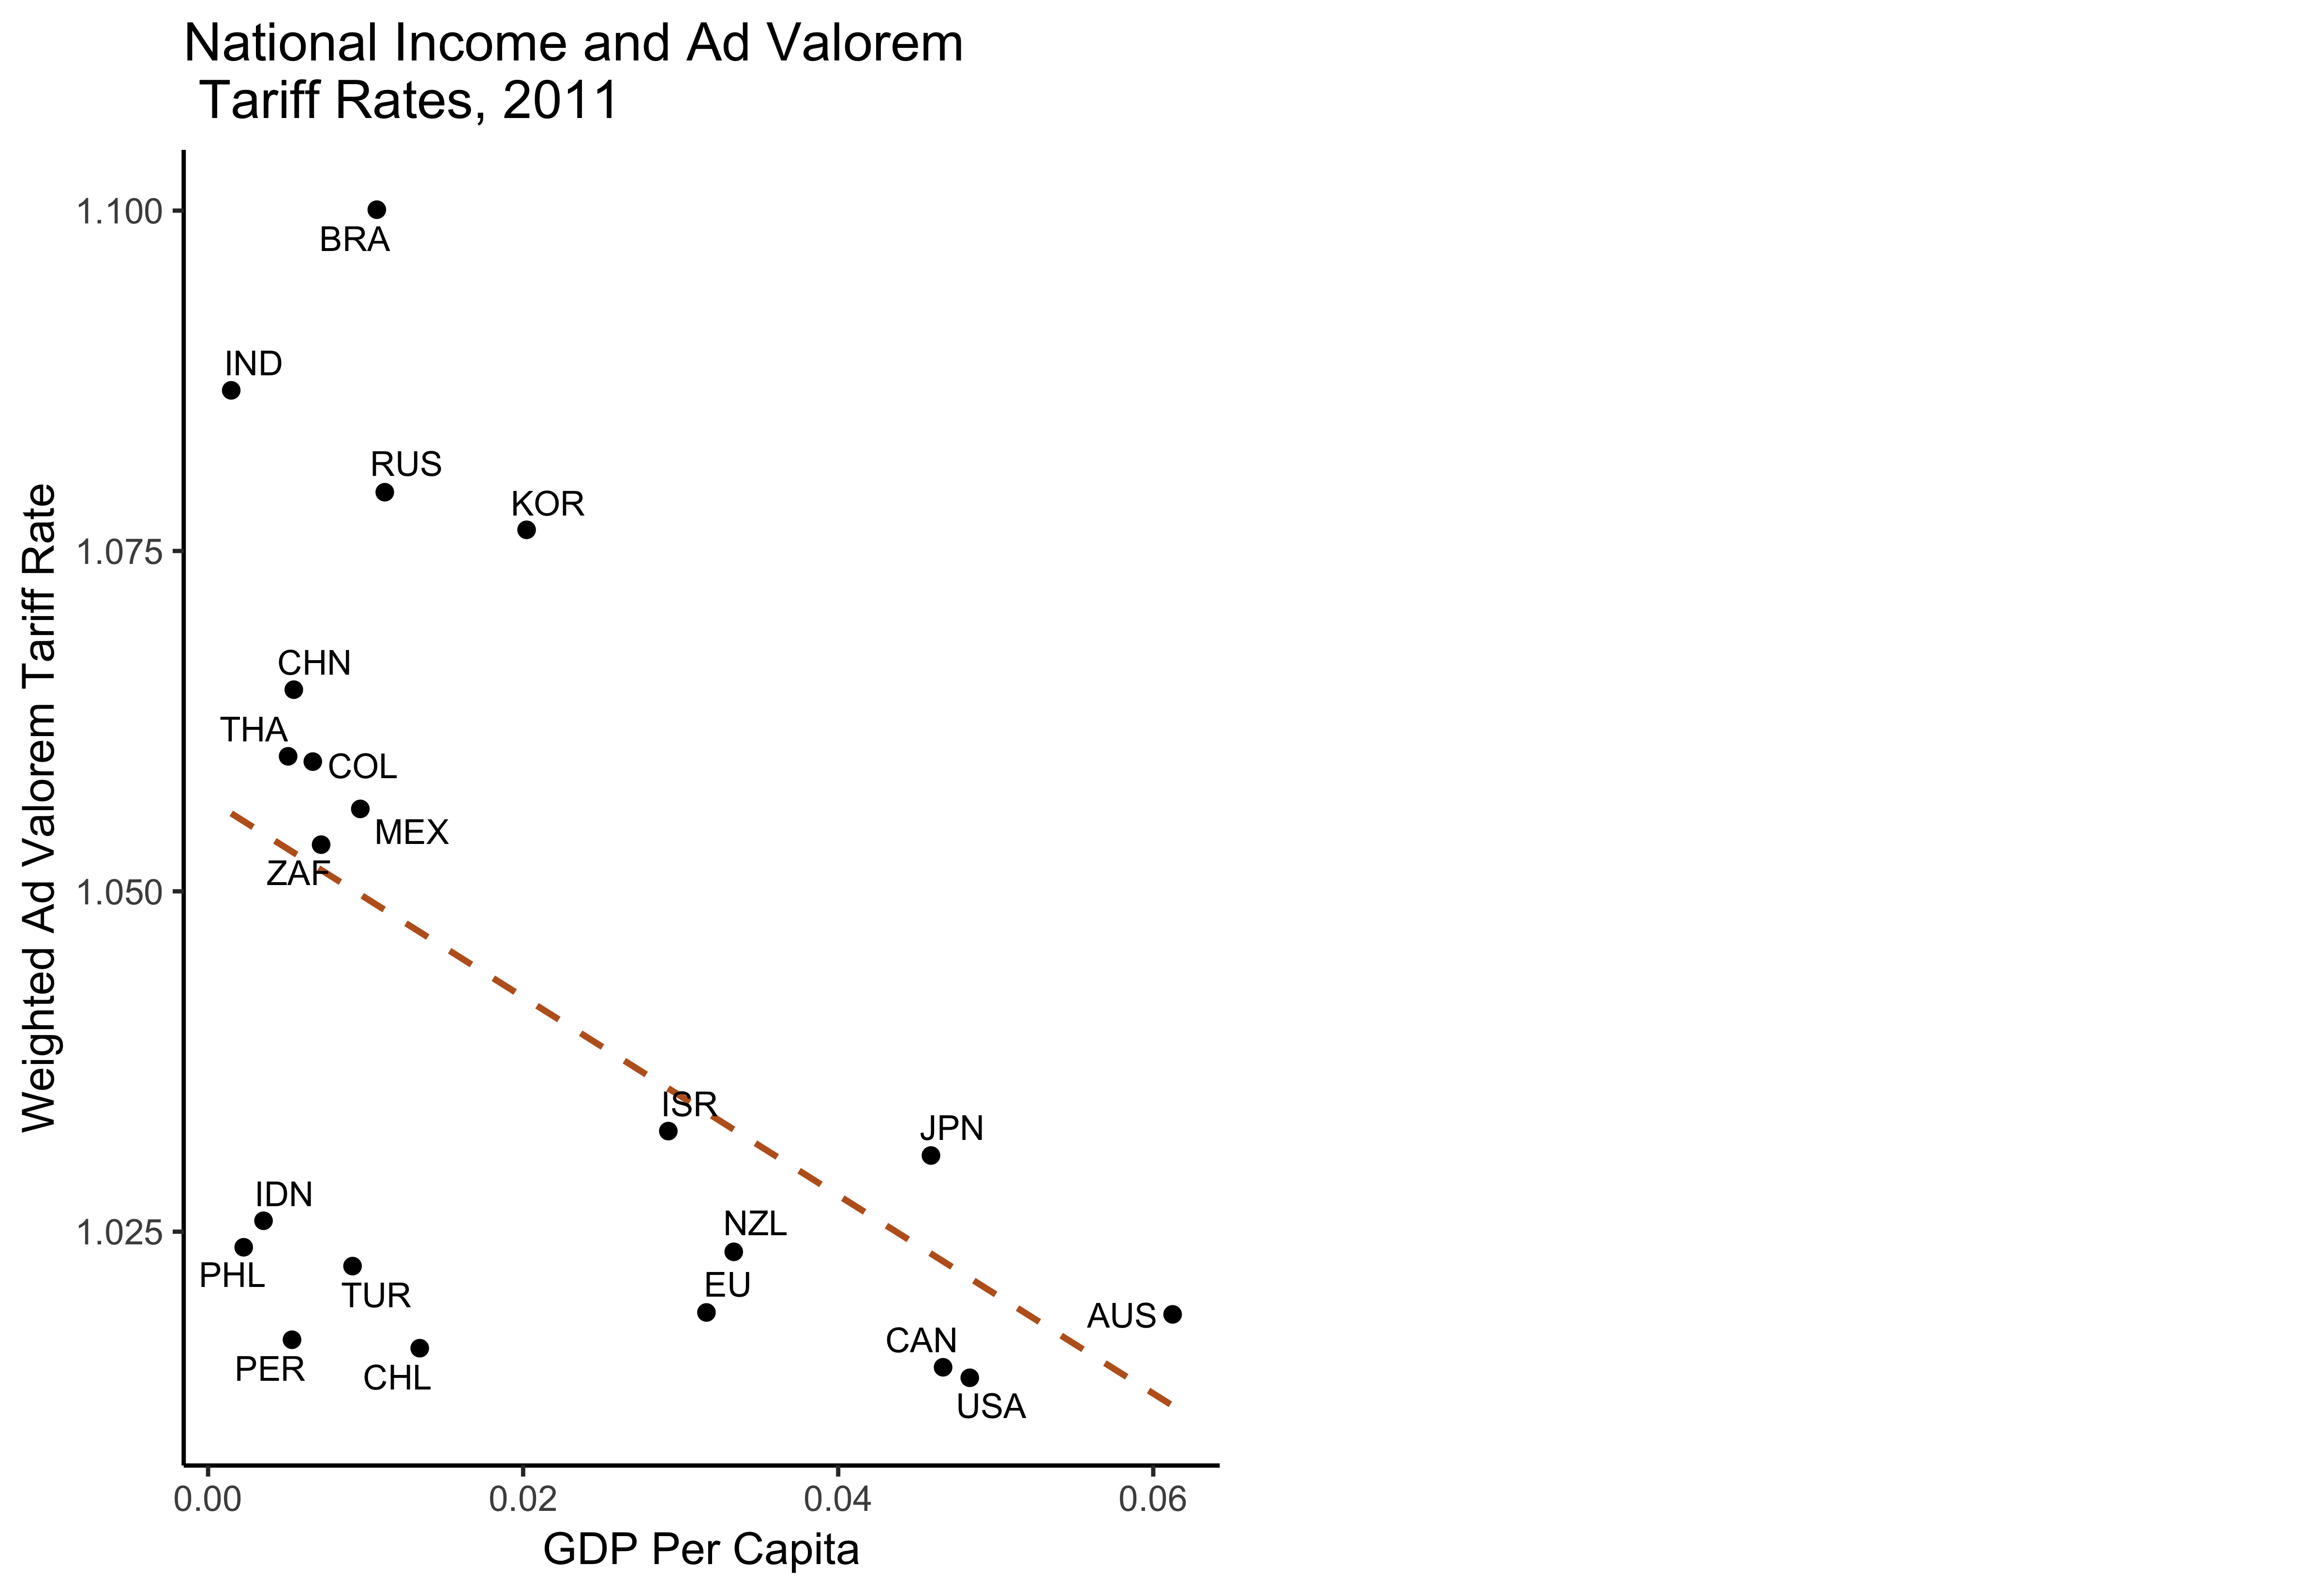 National Income and Ad Valorem
Tariff Rates, 2011
Weighted Ad Valorem Tariff Rate
1.100
1.075
1.050
1.025
BRA
IND
RUS
KOR
CHN
THA
COL
MEX
ZAF
ISR
JPN
IDN
NZL
PHL
EU
TUR
AUS
CAN
PER
CHL
USA
0.00 0.02 0.04 0.06
GDP Per Capita